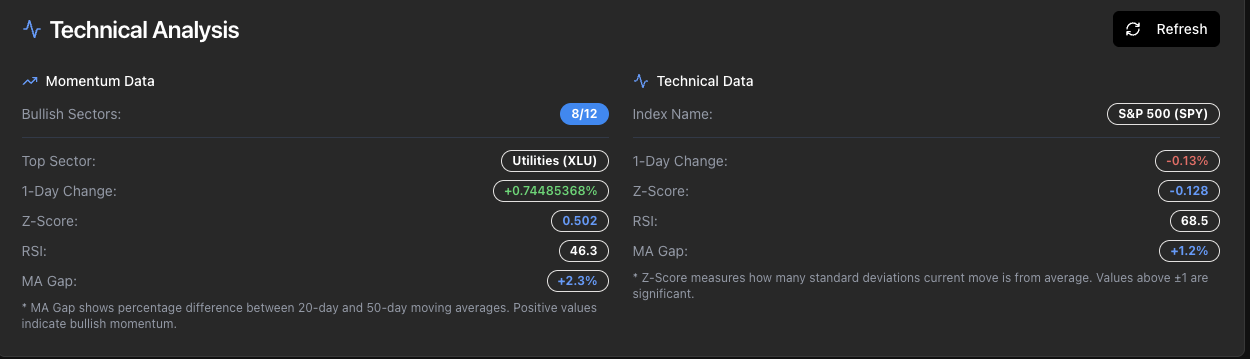 Technical Analysis
Refresh
Momentum Data
Bullish Sectors: 8/12
Top Sector: Utilities (XLU)
1-Day Change: +0.74485368%
Z-Score: 0.502
RSI: 46.3
MA Gap: +2.3%
* MA Gap shows percentage difference between 20-day and 50-day moving averages. Positive values
indicate bullish momentum.
Technical Data
Index Name: S&P 500 (SPY)
1-Day Change: -0.13%
Z-Score: -0.128
RSI: 68.5
MA Gap: +1.2%
* Z-Score measures how many standard deviations current move is from average. Values above ±1 are
significant.